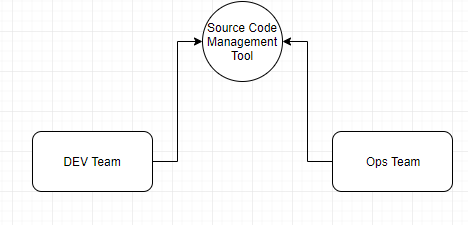 Source Code
Management
Tool
DEV Team
Ops Team